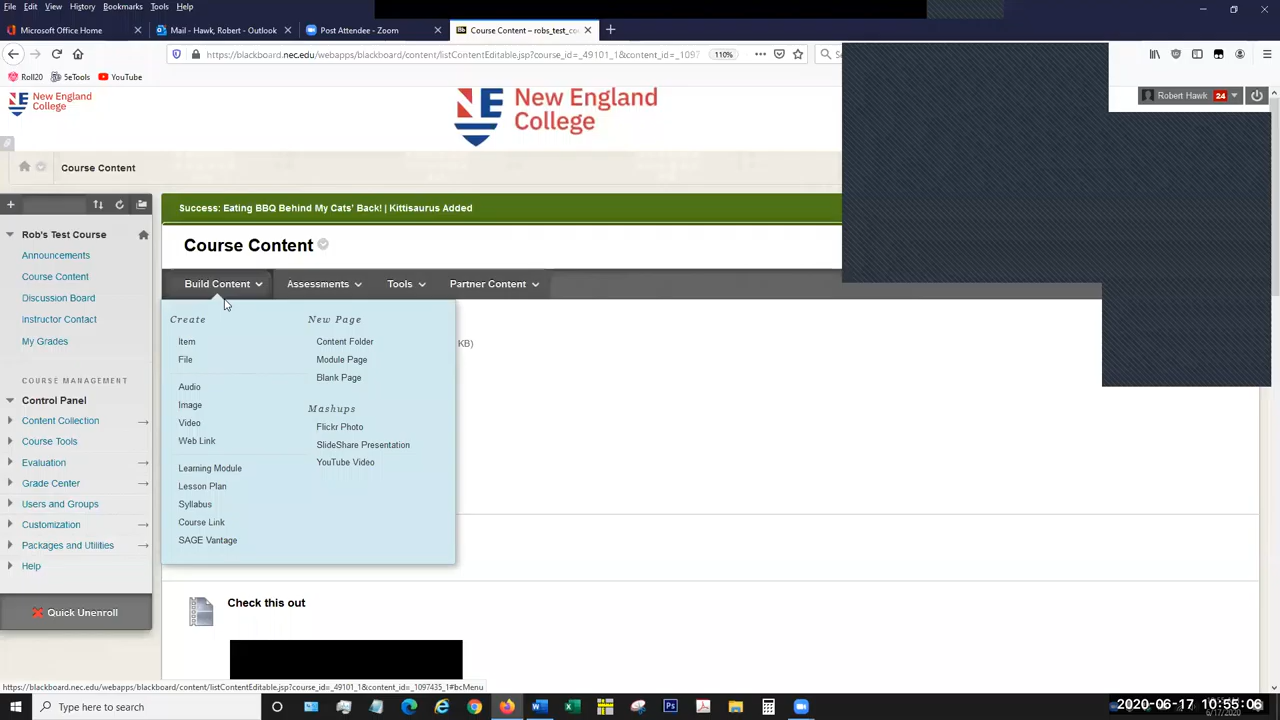 Edit View History Bookmarks Tools Help
Microsoft Office Home
Mail - Hawk, Robert - Outlook
Post Attendee - Zoom
Bb Course Content – robs_test_co
https://blackboard.nec.edu/webapps/blackboard/content/listContentEditable.jsp?course_id=_49101_1&content_id=_1097
110%
Roll20 5eTools YouTube
New England
College
New England
College
Robert Hawk 24
Course Content
Success: Eating BBQ Behind My Cats' Back! | Kittisaurus Added
Rob's Test Course
Announcements
Course Content
Discussion Board
Instructor Contact
My Grades
COURSE MANAGEMENT
Control Panel
Content Collection
Course Tools
Evaluation
Grade Center
Users and Groups
Customization
Packages and Utilities
Help
Quick Unenroll
Course Content
Build Content Assessments Tools Partner Content
Create
Item
File
Audio
Image
Video
Web Link
Learning Module
Lesson Plan
Syllabus
Course Link
SAGE Vantage
New Page
Content Folder
Module Page
Blank Page
Mashups
Flickr Photo
SlideShare Presentation
YouTube Video
KB)
Check this out
https://blackboard.nec.edu/webapps/blackboard/content/listContentEditable.jsp?course_id=_49101_1&content_id=_1097435_1#bcMenu
Type here to search
2020-06-17 10:55:06